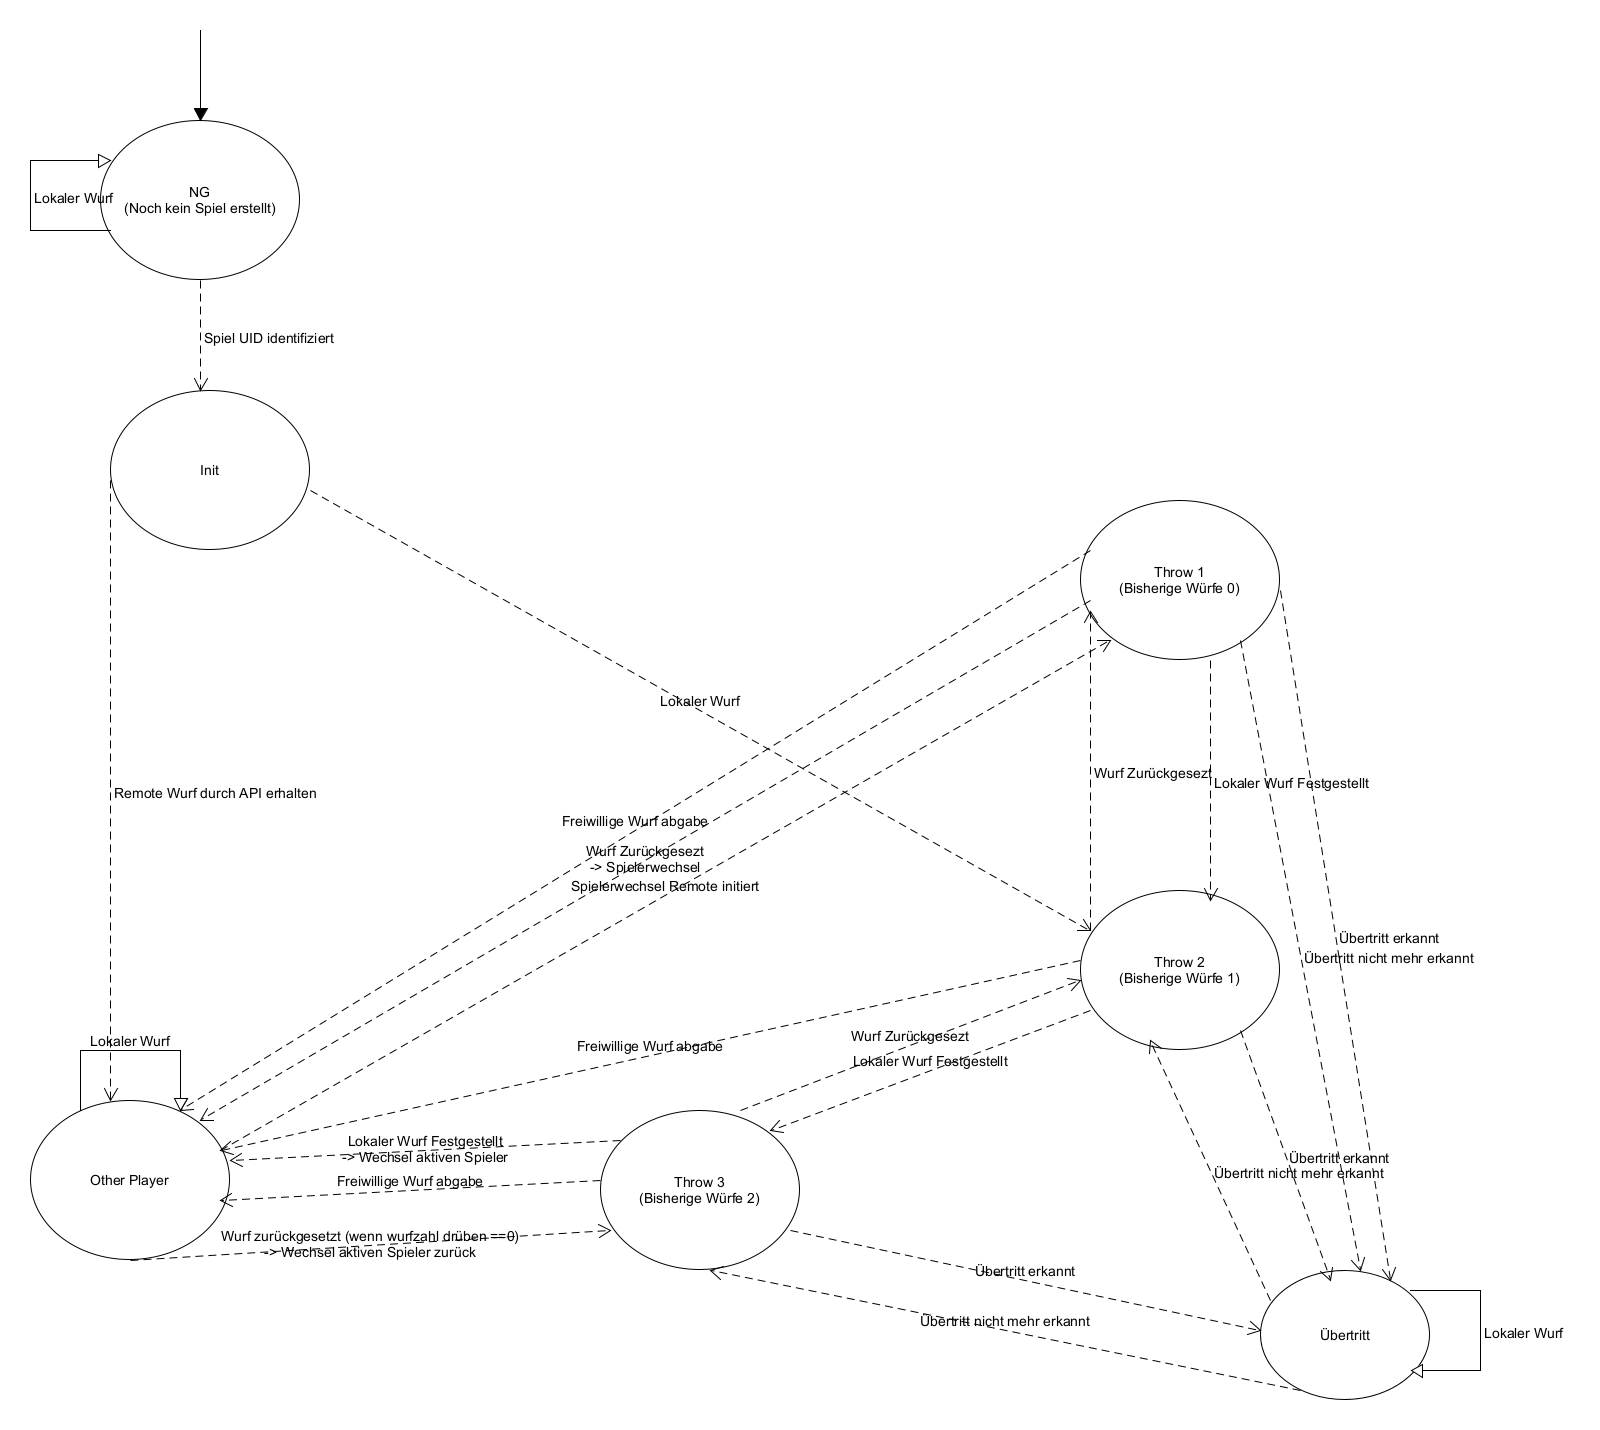 NG
(Noch kein Spiel erstellt)
Lokaler Wurf
Spiel UID identifiziert
Init
Throw 1
(Bisherige Würfe 0)
Lokaler Wurf
Wurf Zurückgesezt
Lokaler Wurf Festgestellt
Remote Wurf durch API erhalten
Freiwillige Wurf abgabe
Wurf Zurückgesezt
-> Spielerwechsel
Spielerwechsel Remote initiert
Übertritt erkannt
Übertritt nicht mehr erkannt
Throw 2
(Bisherige Würfe 1)
Lokaler Wurf
Freiwillige Wurf abgabe
Wurf Zurückgesezt
Lokaler Wurf Festgestellt
Lokaler Wurf Festgestellt
-> Wechsel aktiven Spieler
Übertritt erkannt
Übertritt nicht mehr erkannt
Other Player
Freiwillige Wurf abgabe
Throw 3
(Bisherige Würfe 2)
Wurf zurückgesetzt (wenn wurfzahl drüben ==0)
-> Wechsel aktiven Spieler zurück
Übertritt erkannt
Übertritt nicht mehr erkannt
Übertritt
Lokaler Wurf